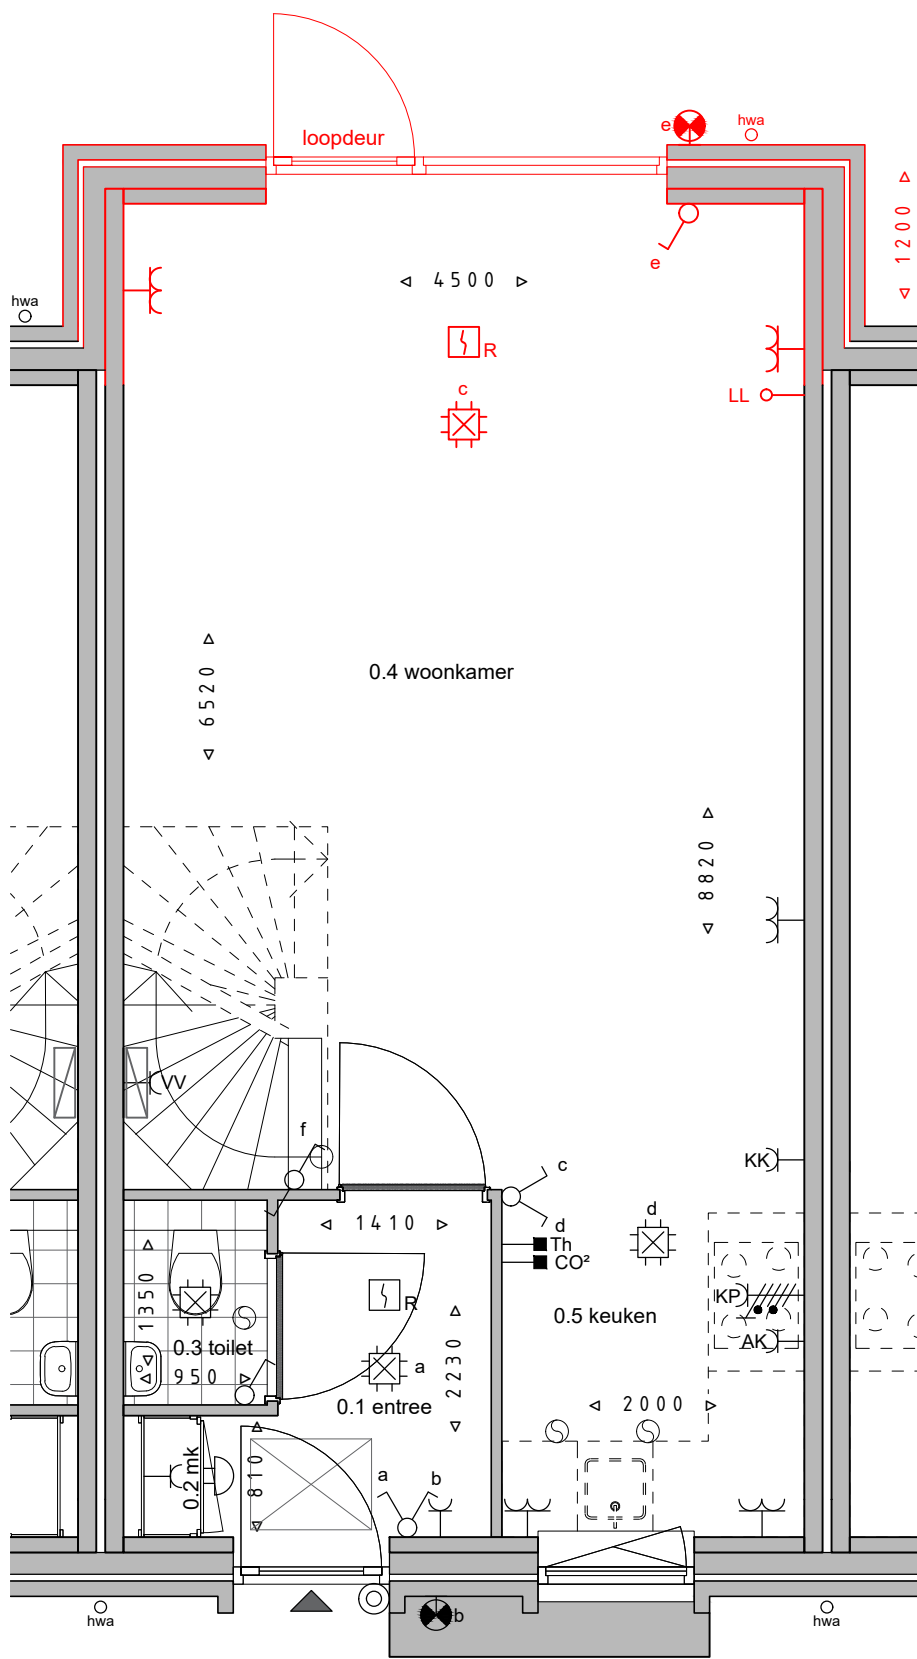 loopdeur
e
hwa
1200
e
4500
hwa
R
c
LL
6520
0.4 woonkamer
8820
VV
f
KK
c
d
1410
d
Th
CO²
1350
R
KP
0.5 keuken
0.3 toilet
AK
950
a
2230
0.1 entree
2000
0.2 mk
810
a
b
hwa
b
hwa